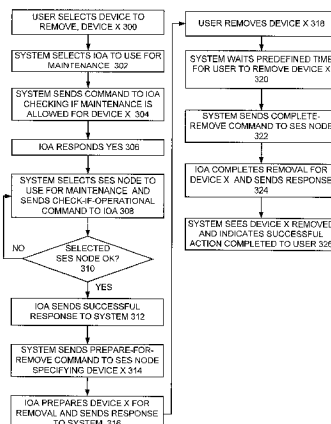 USER SELECTS DEVICE TO
REMOVE, DEVICE X 300
SYSTEM SELECTS IOA TO USE FOR
MAINTENANCE 302
SYSTEM SENDS COMMAND TO IOA
CHECKING IF MAINTENANCE IS
ALLOWED FOR DEVICE X 304
IOA RESPONDS YES 306
SYSTEM SELECTS SES NODE TO
USE FOR MAINTENANCE AND
SENDS CHECK-IF-OPERATIONAL
COMMAND TO IOA 308
NO
SELECTED
SES NODE OK?
310
YES
IOA SENDS SUCCESSFUL
RESPONSE TO SYSTEM 312
SYSTEM SENDS PREPARE-FOR-
REMOVE COMMAND TO SES NODE
SPECIFYING DEVICE X 314
IOA PREPARES DEVICE X FOR
REMOVAL AND SENDS RESPONSE
TO SYSTEM 316
USER REMOVES DEVICE X 318
SYSTEM WAITS PREDEFINED TIME
FOR USER TO REMOVE DEVICE X
320
SYSTEM SENDS COMPLETE-
REMOVE COMMAND TO SES NODE
322
IOA COMPLETES REMOVAL FOR
DEVICE X AND SENDS RESPONSE
324
SYSTEM SEES DEVICE X REMOVED
AND INDICATES SUCCESSFUL
ACTION COMPLETED TO USER 326